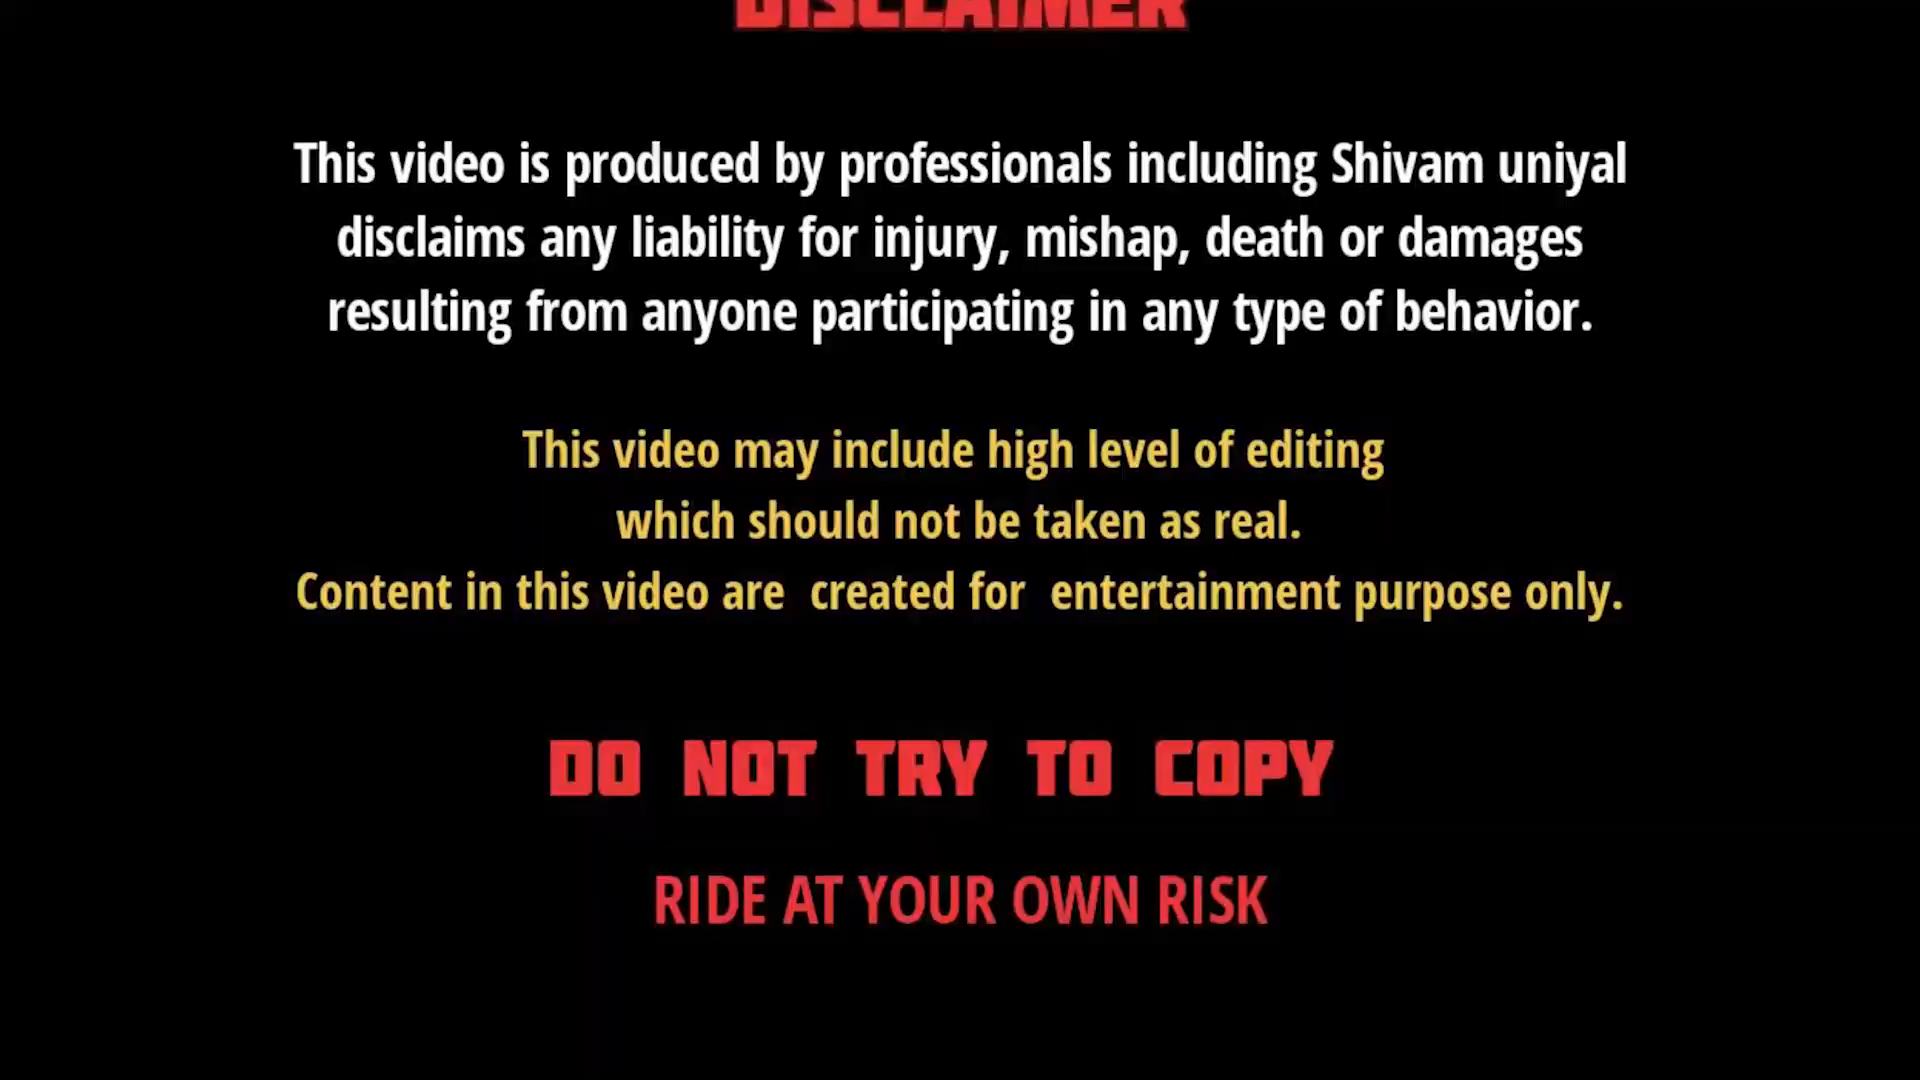 DISCLAIMER
This video is produced by professionals including Shivam uniyal
disclaims any liability for injury, mishap, death or damages
resulting from anyone participating in any type of behavior.
This video may include high level of editing
which should not be taken as real.
Content in this video are created for entertainment purpose only.
DO NOT TRY TO COPY
RIDE AT YOUR OWN RISK